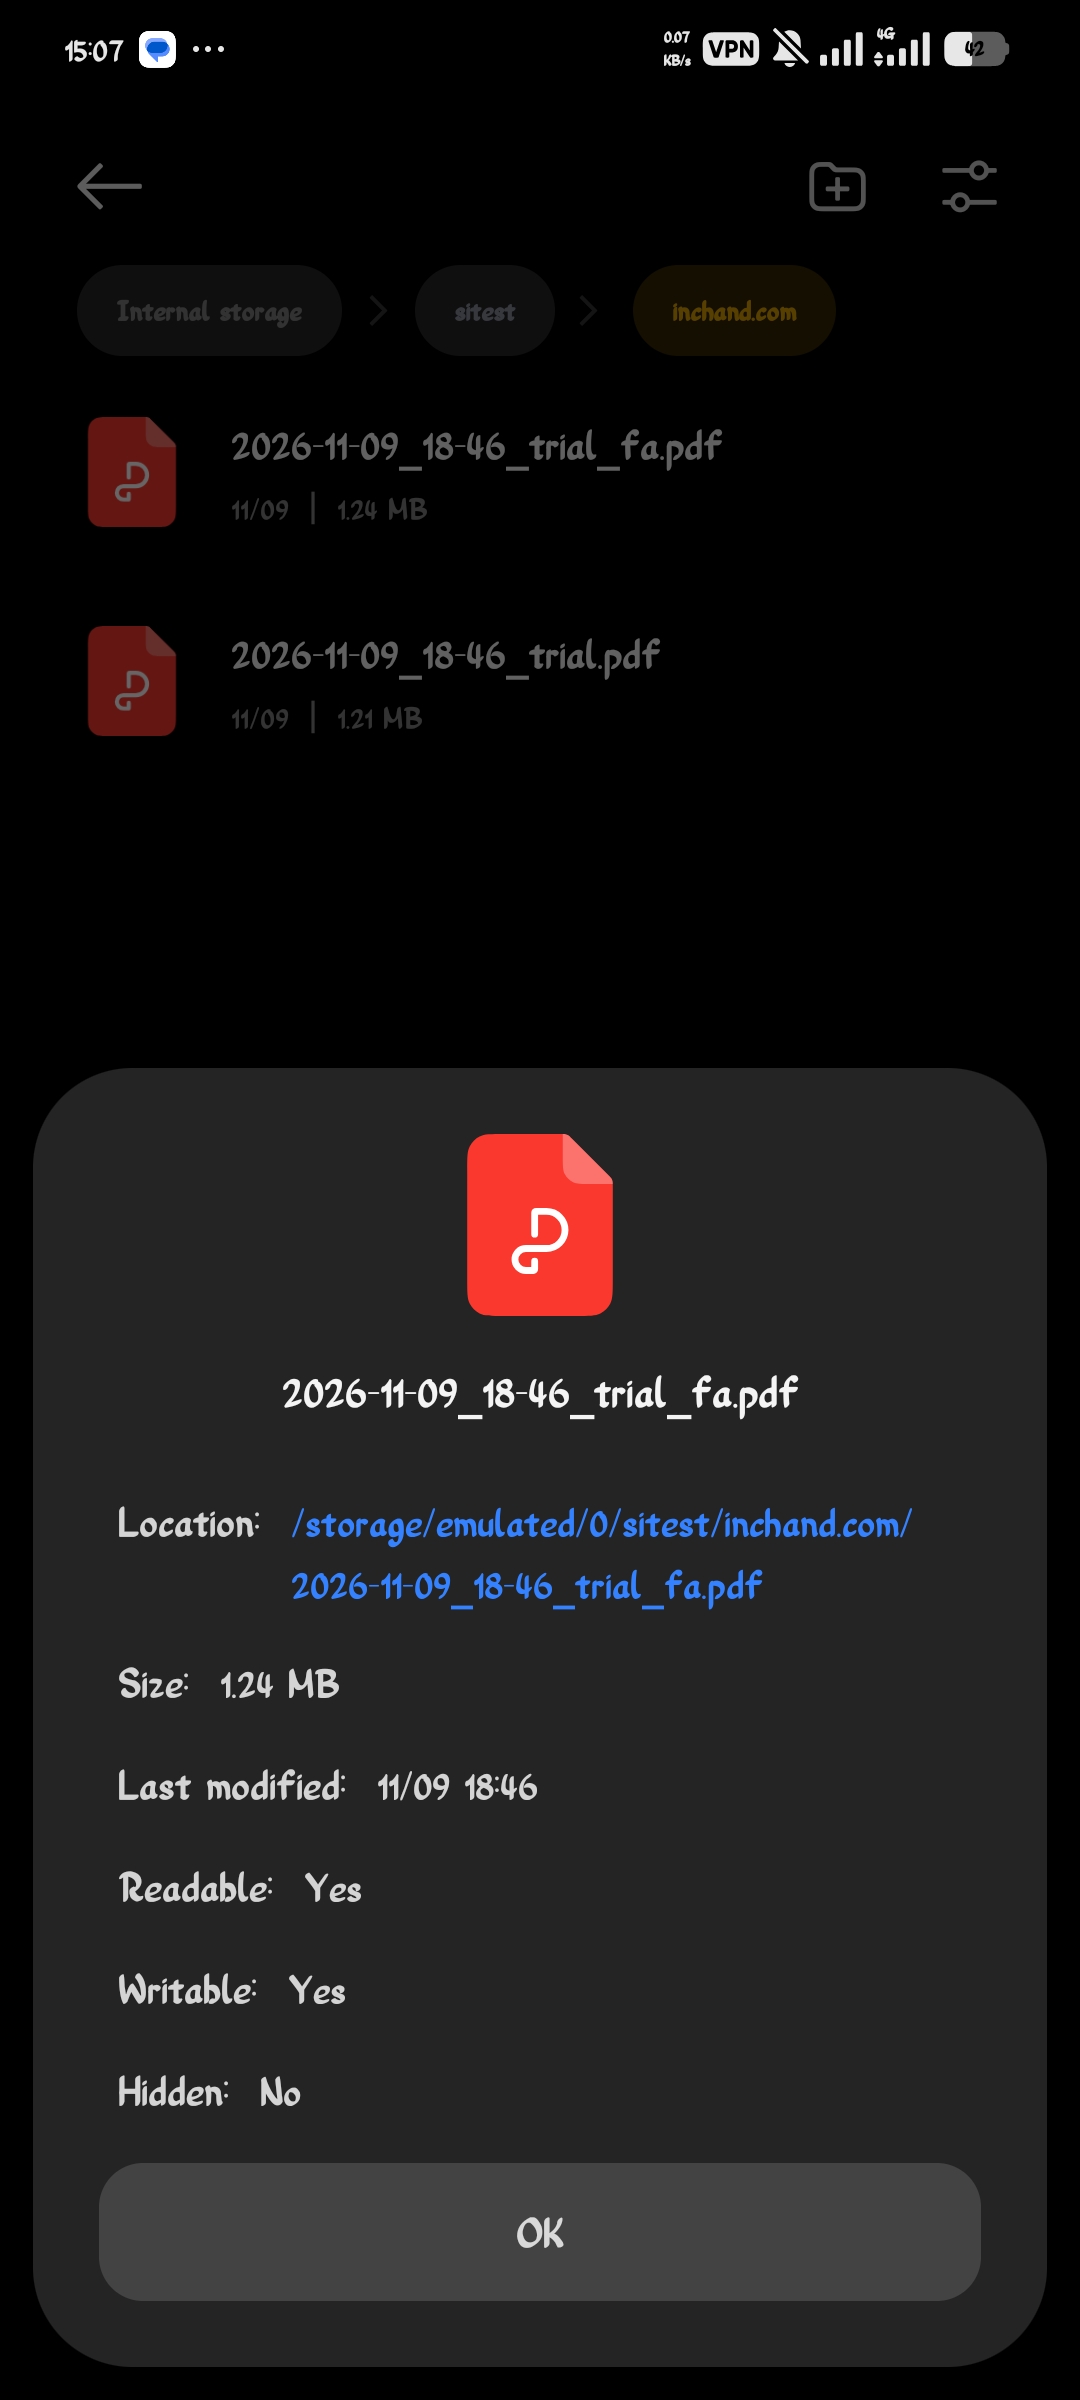 15:07
0.07
KB/s
VPN
4G
42
Internal storage
sitest
inchand.com
2026-11-09_18-46_trial_fa.pdf
11/09 | 1.24 MB
2026-11-09_18-46_trial.pdf
11/09 | 1.21 MB
2026-11-09_18-46_trial_fa.pdf
Location: /storage/emulated/0/sitest/inchand.com/
2026-11-09_18-46_trial_fa.pdf
Size: 1.24 MB
Last modified: 11/09 18:46
Readable: Yes
Writable: Yes
Hidden: No
OK